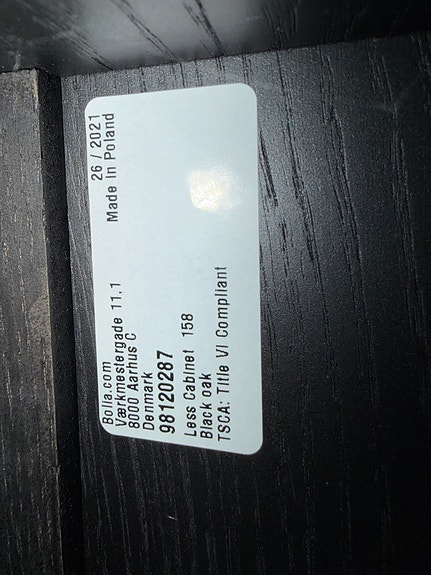 Bolia.com
Værkmestergade 11,1
8000 Aarhus C
Denmark
98120287
Less Cabinet 158
Black oak
TSCA: Title VI Compliant
26 / 2021
Made In Poland